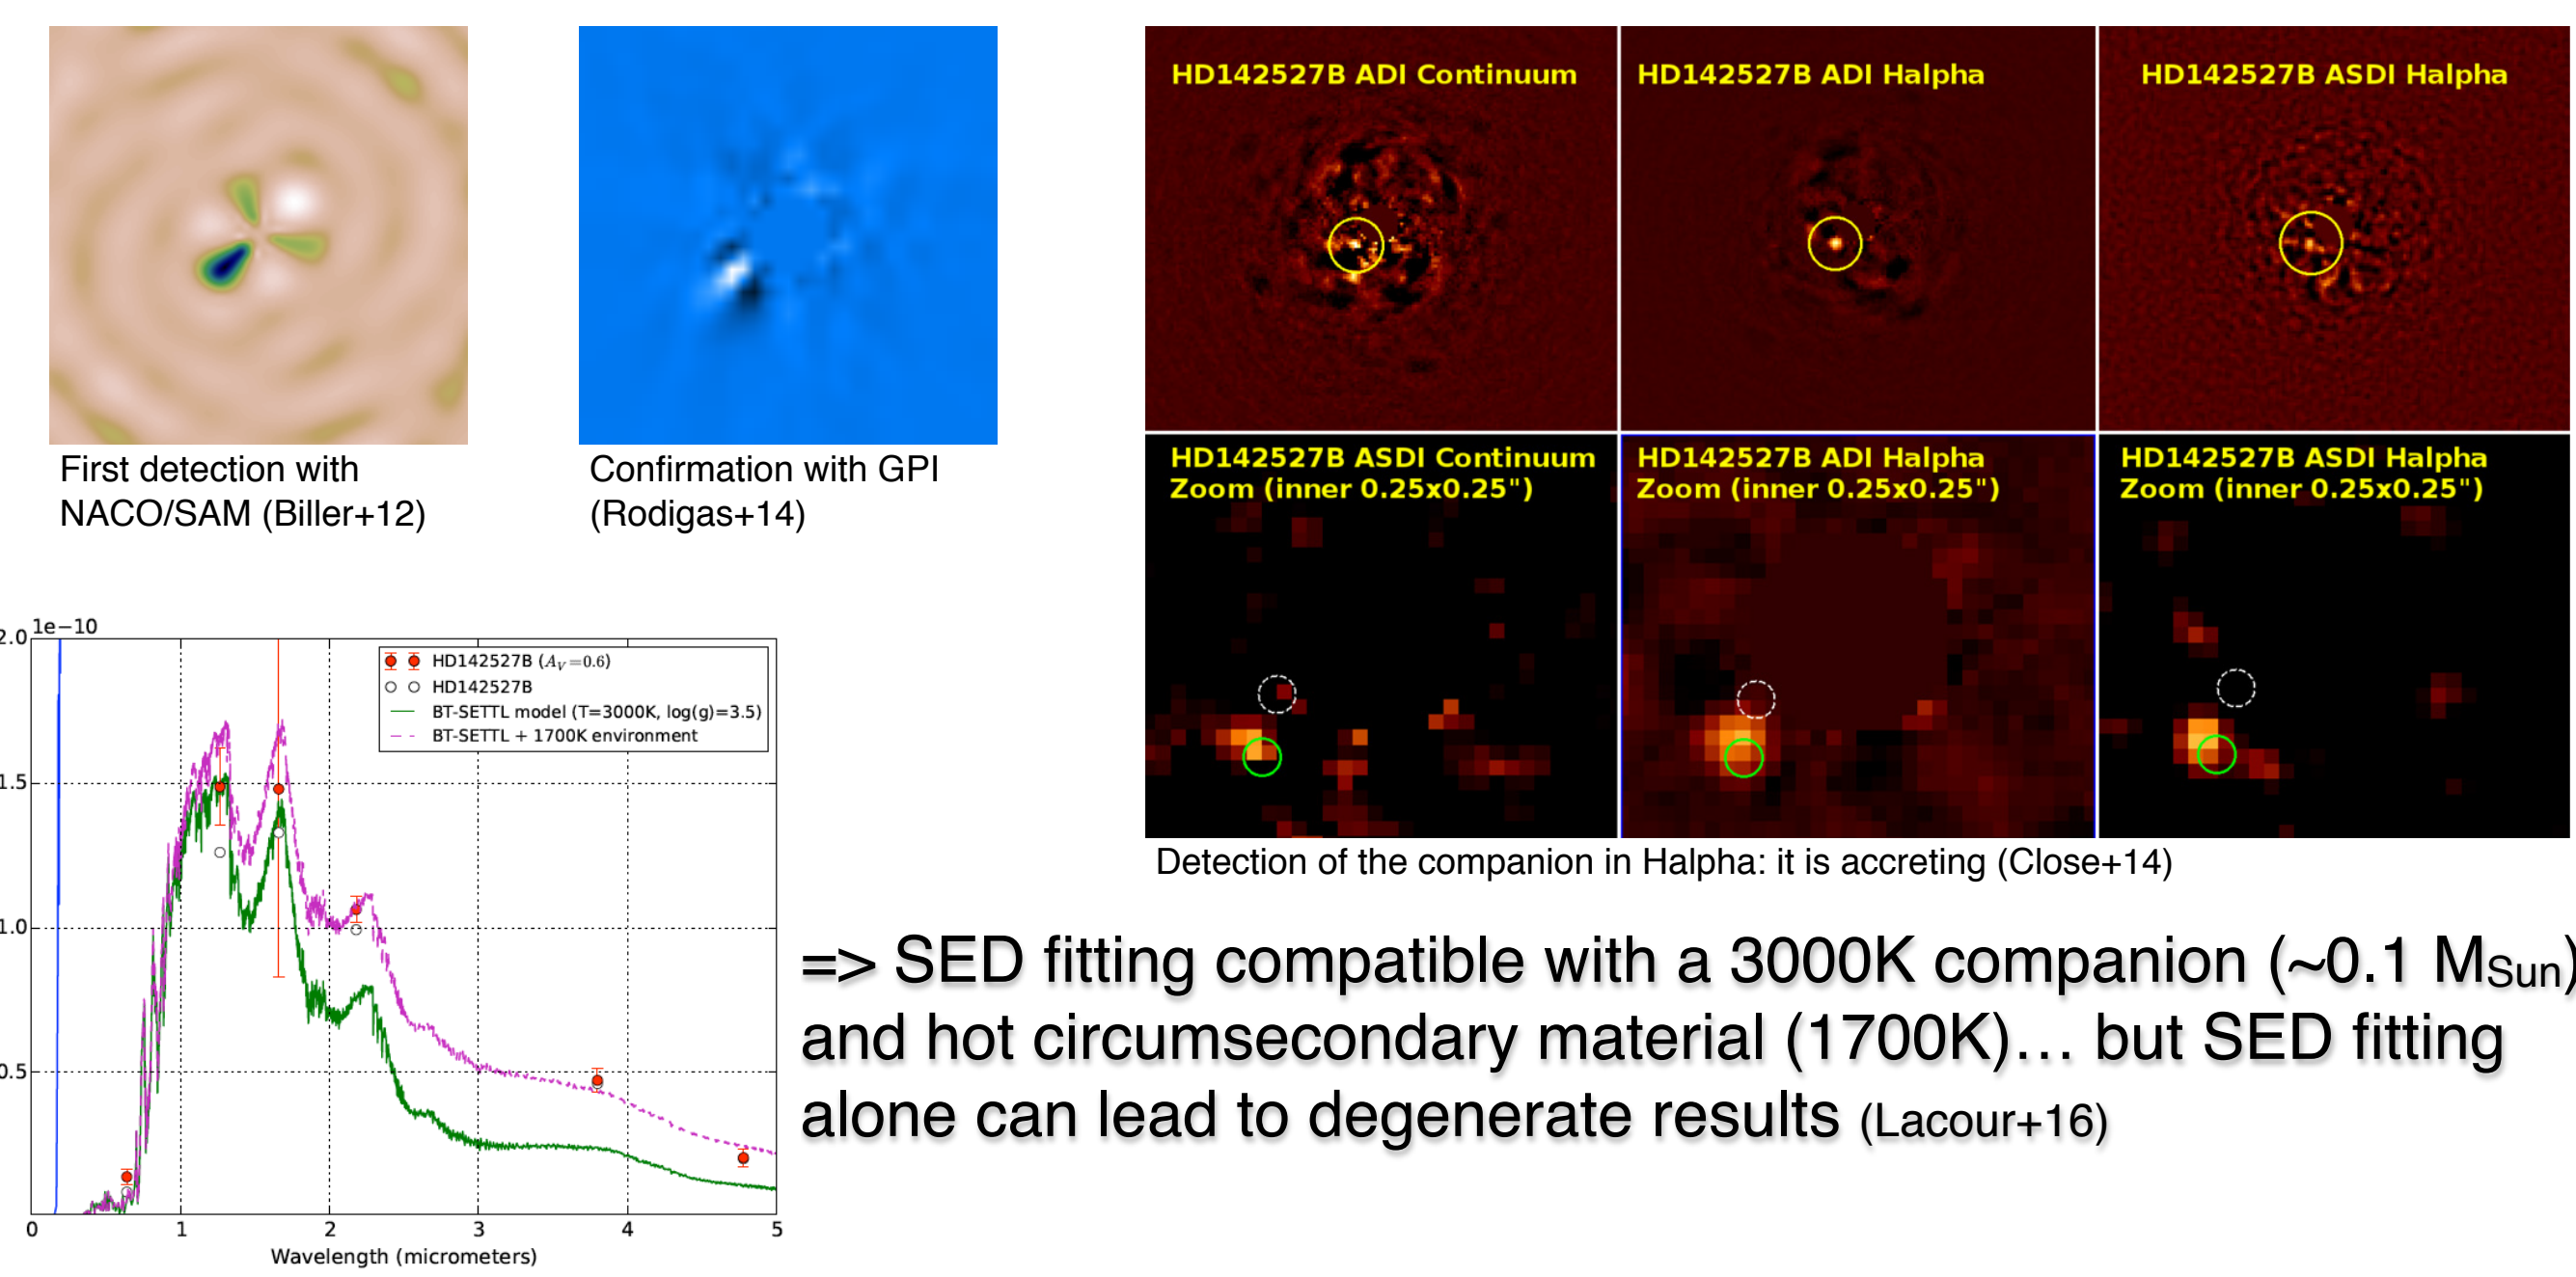 First detection with
NACO/SAM (Biller+12)
Confirmation with GPI
(Rodigas+14)
HD142527B ADI Continuum
HD142527B ADI Halpha
HD142527B ASDI Halpha
HD142527B ASDI Continuum
Zoom (inner 0.25x0.25")
HD142527B ADI Halpha
Zoom (inner 0.25x0.25")
HD142527B ASDI Halpha
Zoom (inner 0.25x0.25")
Detection of the companion in Halpha: it is accreting (Close+14)
1e−10
2.0
1.5
1.0
0.5
HD142527B (A_V=0.6)
HD142527B
BT-SETTL model (T=3000K, log(g)=3.5)
BT-SETTL + 1700K environment
0 1 2 3 4 5
Wavelength (micrometers)
=> SED fitting compatible with a 3000K companion (~0.1 M_Sun)
and hot circumsecondary material (1700K)… but SED fitting
alone can lead to degenerate results (Lacour+16)